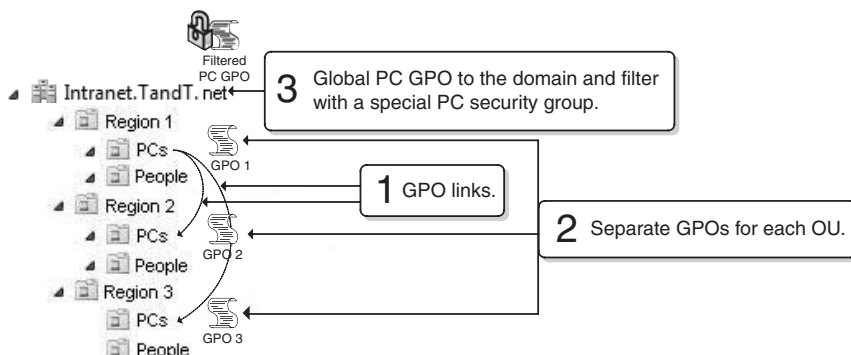 Filtered
PC GPO
3 Global PC GPO to the domain and filter
with a special PC security group.
Intranet.TandT.net
Region 1
PCs
GPO 1
People
1 GPO links.
Region 2
PCs
GPO 2
2 Separate GPOs for each OU.
People
Region 3
PCs
GPO 3
People